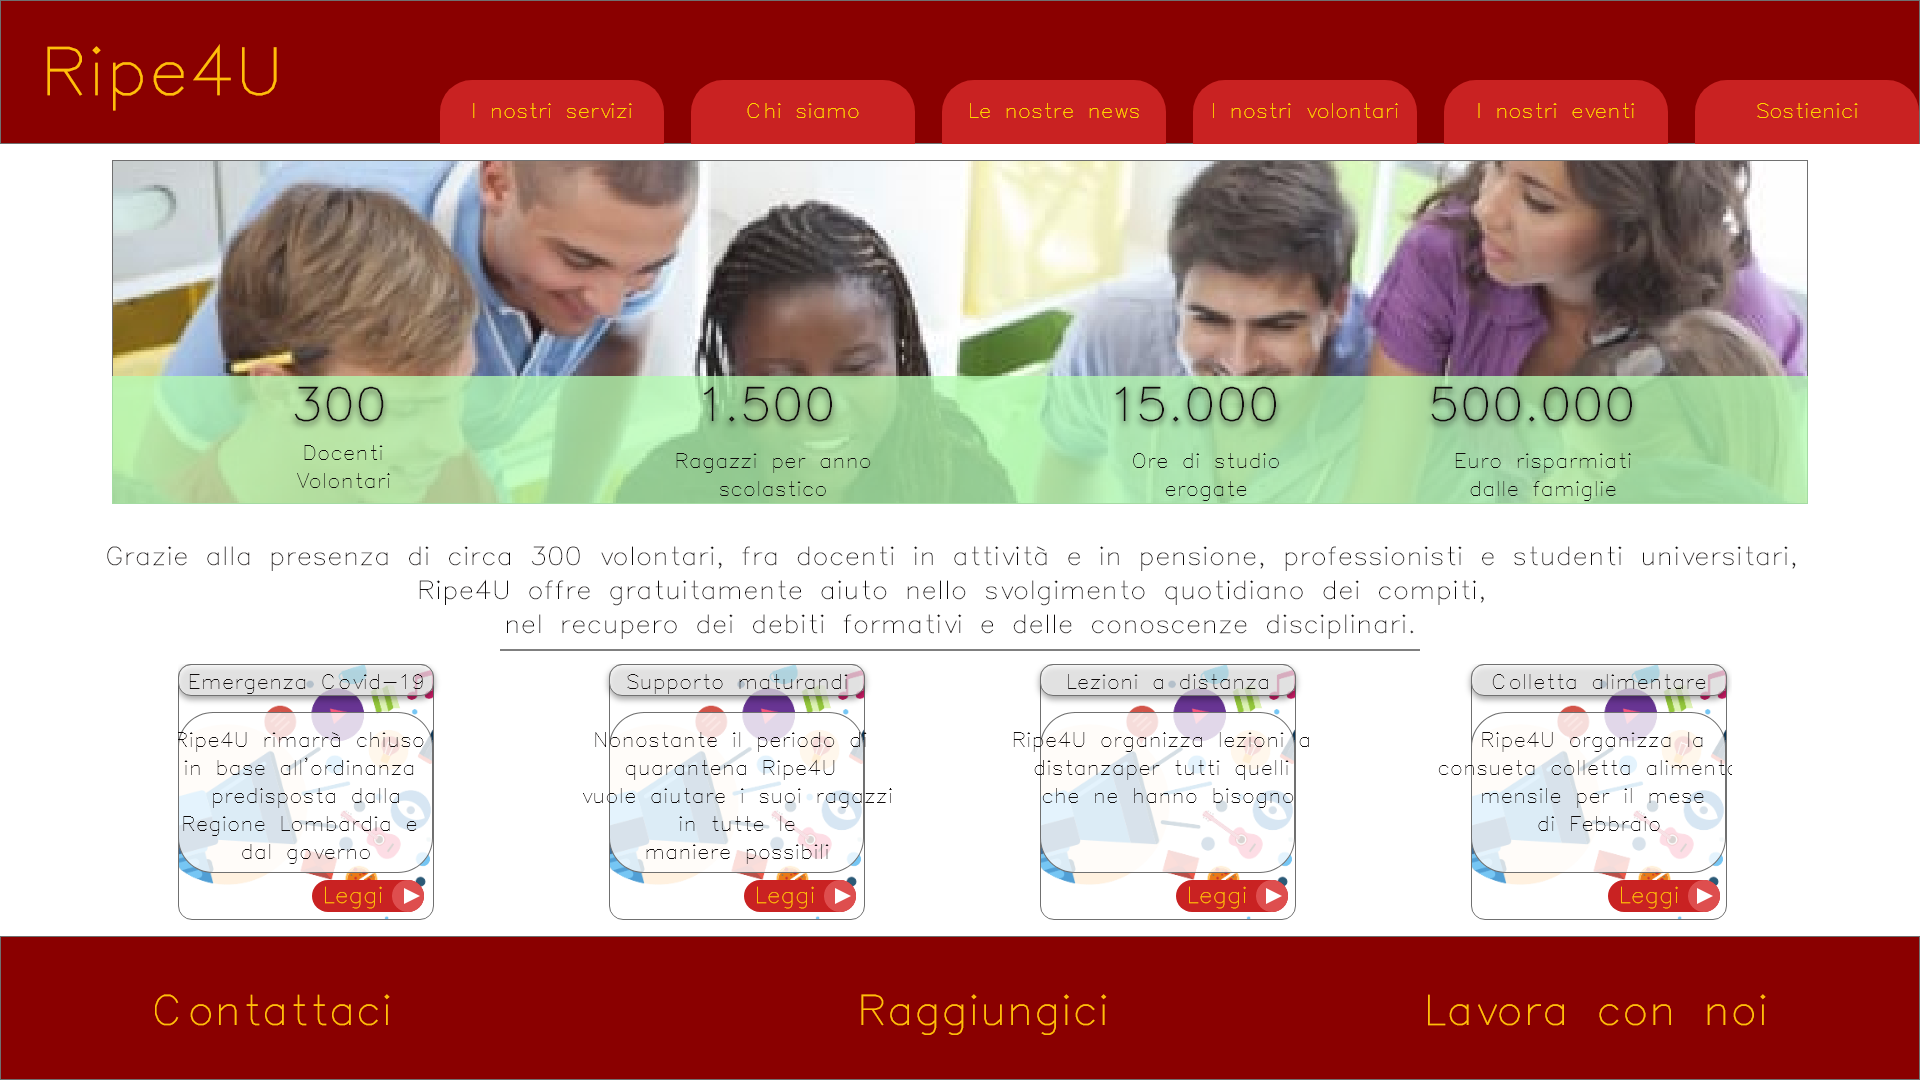 Ripe4U
I nostri servizi
Chi siamo
Le nostre news
I nostri volontari
I nostri eventi
Sostienici
300
Docenti
Volontari
1.500
Ragazzi per anno
scolastico
15.000
Ore di studio
erogate
500.000
Euro risparmiati
dalle famiglie
Grazie alla presenza di circa 300 volontari, fra docenti in attività e in pensione, professionisti e studenti universitari,
Ripe4U offre gratuitamente aiuto nello svolgimento quotidiano dei compiti,
nel recupero dei debiti formativi e delle conoscenze disciplinari.
Emergenza Covid-19
Ripe4U rimarrà chiuso
in base all'ordinanza
predisposta dalla
Regione Lombardia e
dal governo
Leggi
Supporto maturandi
Nonostante il periodo di
quarantena Ripe4U
vuole aiutare i suoi ragazzi
in tutte le
maniere possibili
Leggi
Lezioni a distanza
Ripe4U organizza lezioni a
distanzaper tutti quelli
che ne hanno bisogno
Leggi
Colletta alimentare
Ripe4U organizza la
consueta colletta
mensile per il mese
di Febbraio
Leggi
Contattaci
Raggiungici
Lavora con noi